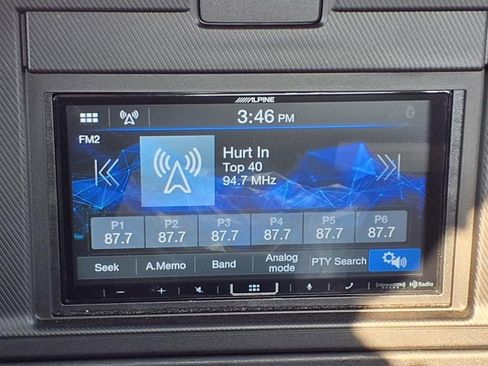 ALPINE
3:46 PM
FM2
Hurt In
Top 40
94.7 MHz
P1 P2 P3 P4 P5 P6
87.7 87.7 87.7 87.7 87.7 87.7
Seek A.Memo Band Analog mode PTY Search
SiriusXM HD Radio